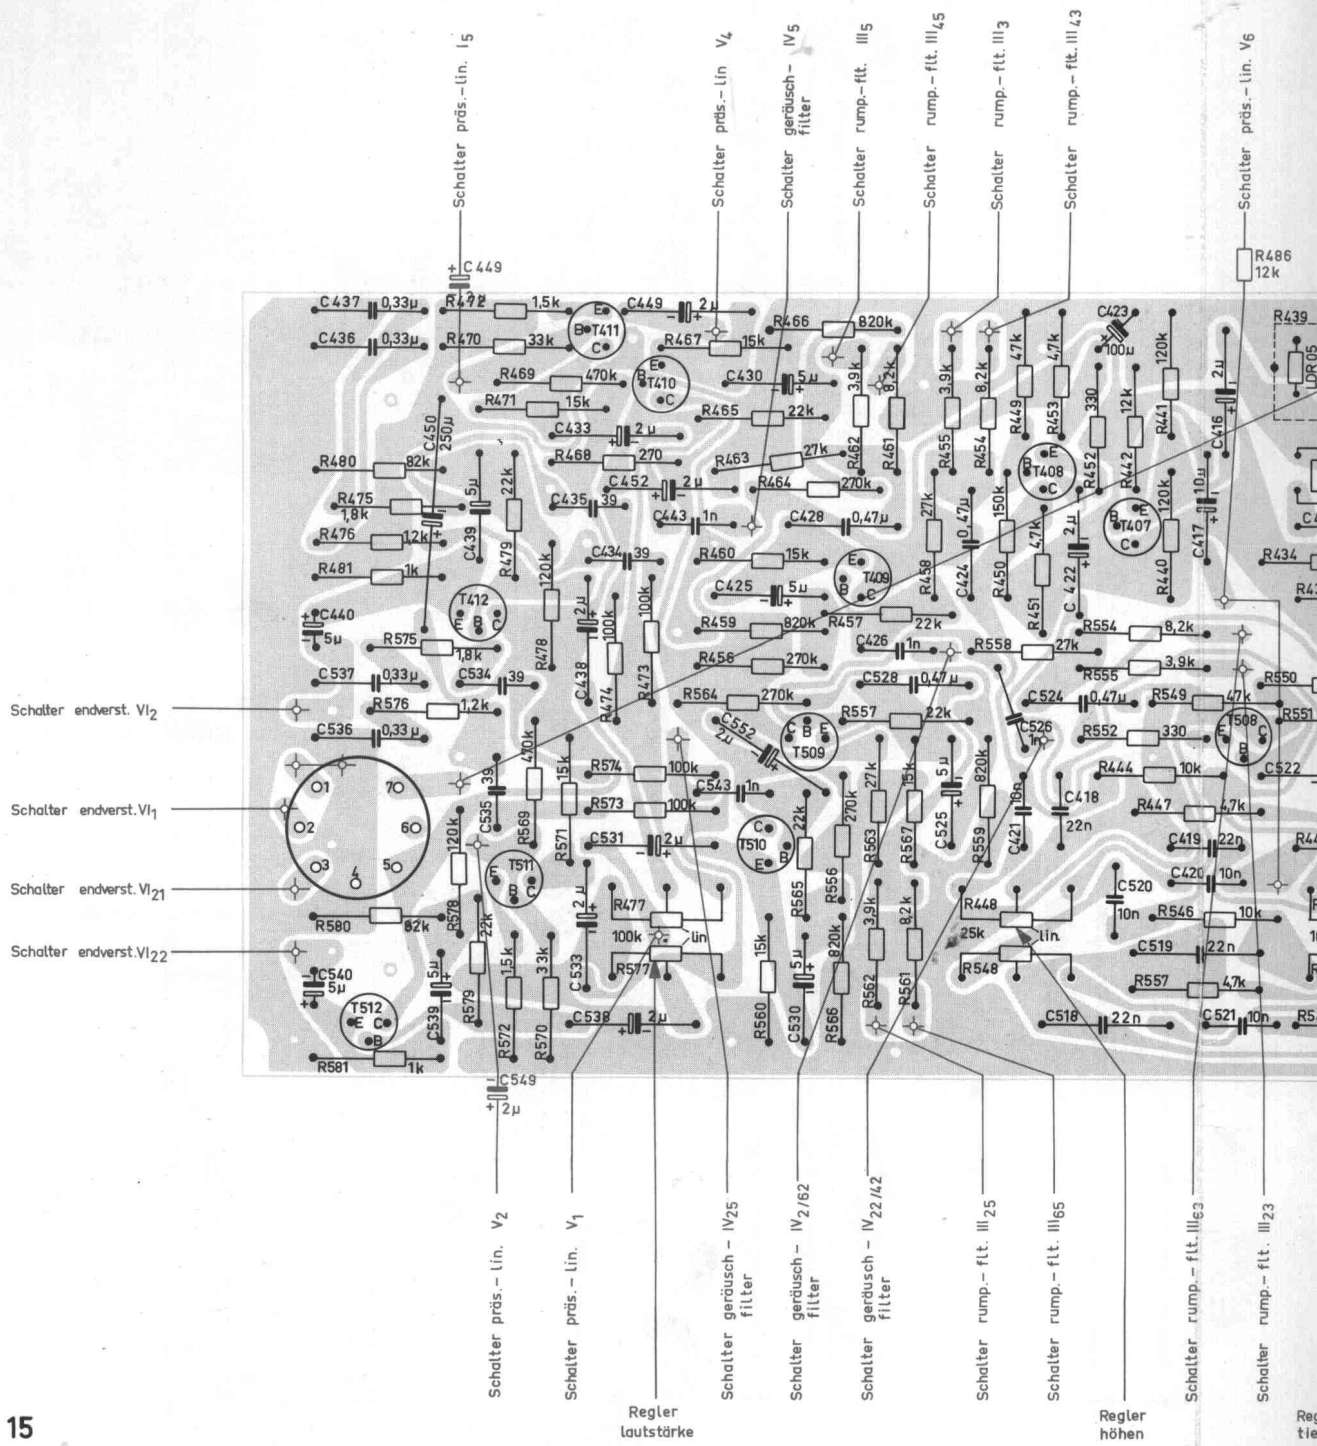 Schalter präs.-lin. I5
Schalter präs.-lin V4
Schalter geräusch-filter IV5
Schalter rump.-flt. III5
Schalter rump.-flt. III45
Schalter rump.-flt. III3
Schalter rump.-flt. III43
Schalter präs.-lin. V6
R486
12k
+ C449
C437 0,33µ
R472 1,5k
E B T411 C
C449 2µ
R466 820k
C423
100µ
R439
LDR05
C436 0,33µ
R470 33k
R467 15k
R469 470k
E B T410 C
C430 5µ
3,9k
R462
8,2k
R461
3,9k
R455
8,2k
R454
47k
R449
47k
R453
330
R452
12k
R442
120k
R441
2µ
C416
R471 15k
R465 22k
C450
250µ
C433 2µ
R480 82k
R468 270
R463 27k
E B T408 C
R475
1,8k
5µ
C439
22k
R479
C452 2µ
R464 270k
C435 39
C443 1n
C428 0,47µ
27k
R458
0,47µ
C424
150k
R450
4,7k
R451
2µ
C422
E B T407 C
120k
R440
10µ
C417
R476 1,2k
R481 1k
120k
R478
C434 39
R460 15k
E T409 B C
R434
C440
5µ
T412
E B C
2µ
C438
100k
R474
100k
R473
C425 5µ
R457 22k
R459 820k
C426 1n
R558 27k
R554 8,2k
R575
1,8k
R456 270k
R555 3,9k
C537 0,33µ
C534 39
C528 0,47µ
C524 0,47µ
R549 47k
R550
Schalter endverst. VI2
R576 1,2k
R564 270k
C552
2µ
R557 22k
C526
1n
T508
E B C
R551
C536 0,33µ
C B E
T509
R552 330
39
C535
470k
R569
15k
R571
R574 100k
C543 1n
22k
R565
270k
R556
27k
R563
15k
R567
5µ
C525
820k
R559
10n
C421
C418
22n
R444 10k
C522
1 2 3 4 5 6 7
Schalter endverst.VI1
R573 100k
R447 4,7k
120k
R578
C531 2µ
C
T510 B
E
C419 22n
T511
E B C
C420 10n
Schalter endverst. VI21
22k
R579
2µ
C533
R477
100k
lin
R577
3,9k
R562
8,2k
R561
R448
25k
lin.
R548
C520
10n
R546 10k
R580 82k
Schalter endverst. VI22
1,5k
R572
33k
R570
15k
R560
5µ
C530
820k
R566
C519 22n
C540
5µ
5µ
C539
R557 4,7k
T512
E C
B
C538 2µ
C518 22n
C521 10n
R581 1k
C549
+ 2µ
Schalter präs.-lin. V2
Schalter präs.-lin. V1
Regler
lautstärke
Schalter geräusch-filter IV25
Schalter geräusch-filter IV2/62
Schalter geräusch-filter IV22/42
Schalter rump.-flt. III25
Schalter rump.-flt. III65
Regler
höhen
Schalter rump.-flt. III63
Schalter rump.-flt. III23
15